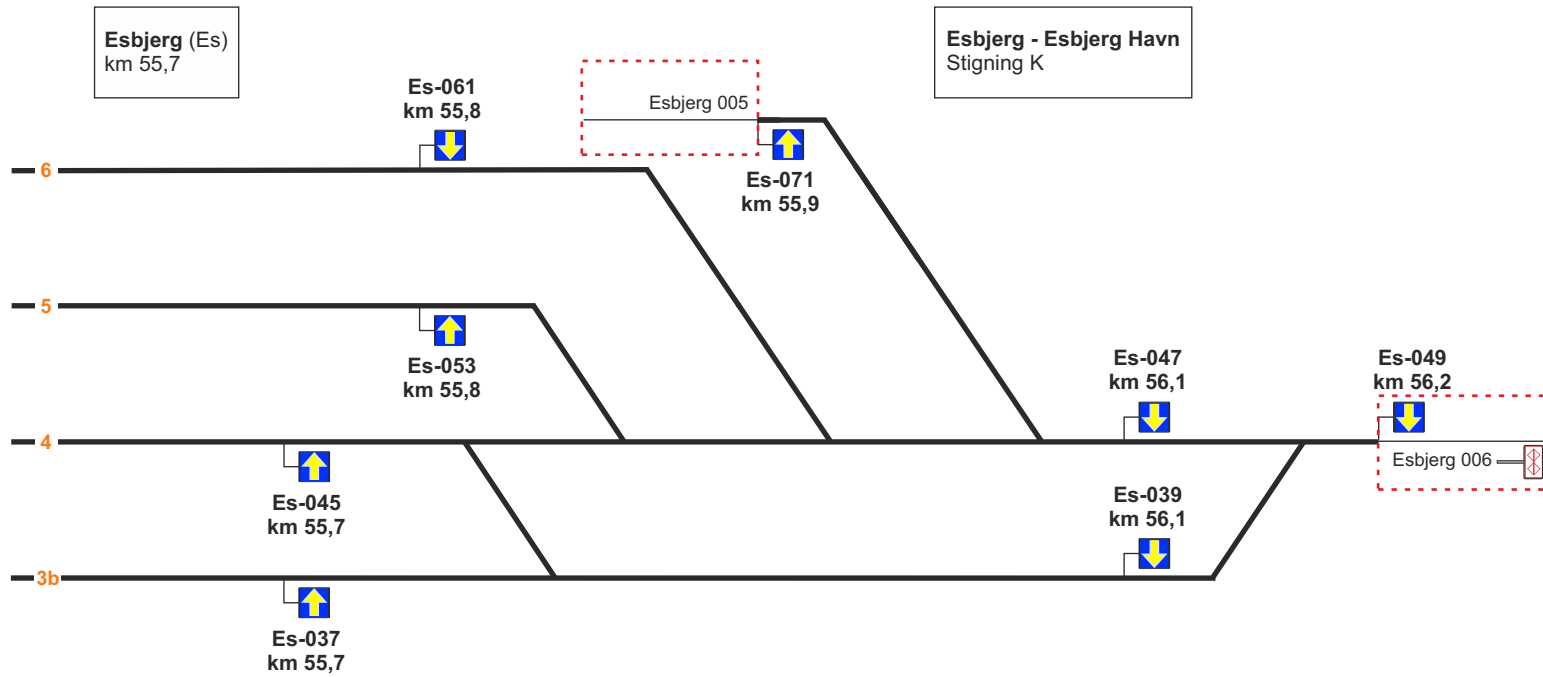 Esbjerg (Es)
km 55,7
Esbjerg - Esbjerg Havn
Stigning K
Es-061
km 55,8
Esbjerg 005
Es-071
km 55,9
6
5
Es-053
km 55,8
Es-047
km 56,1
Es-049
km 56,2
4
Esbjerg 006
Es-045
km 55,7
Es-039
km 56,1
3b
Es-037
km 55,7